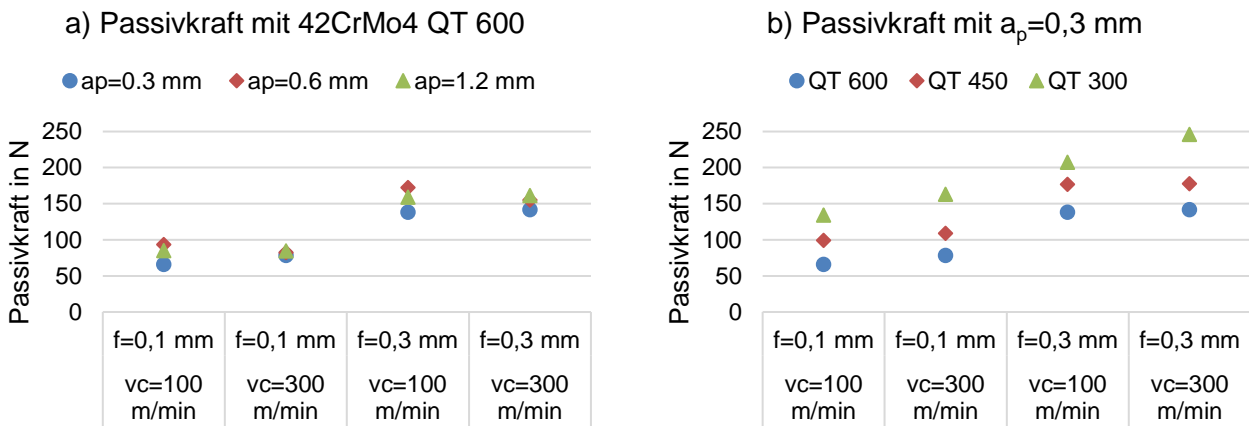 a) Passivkraft mit 42CrMo4 QT 600
ap=0.3 mm ap=0.6 mm ap=1.2 mm
Passivkraft in N
250
200
150
100
50
0
f=0,1 mm f=0,1 mm f=0,3 mm f=0,3 mm
vc=100 vc=300 vc=100 vc=300
m/min m/min m/min m/min
b) Passivkraft mit ap=0,3 mm
QT 600 QT 450 QT 300
Passivkraft in N
250
200
150
100
50
0
f=0,1 mm f=0,1 mm f=0,3 mm f=0,3 mm
vc=100 vc=300 vc=100 vc=300
m/min m/min m/min m/min